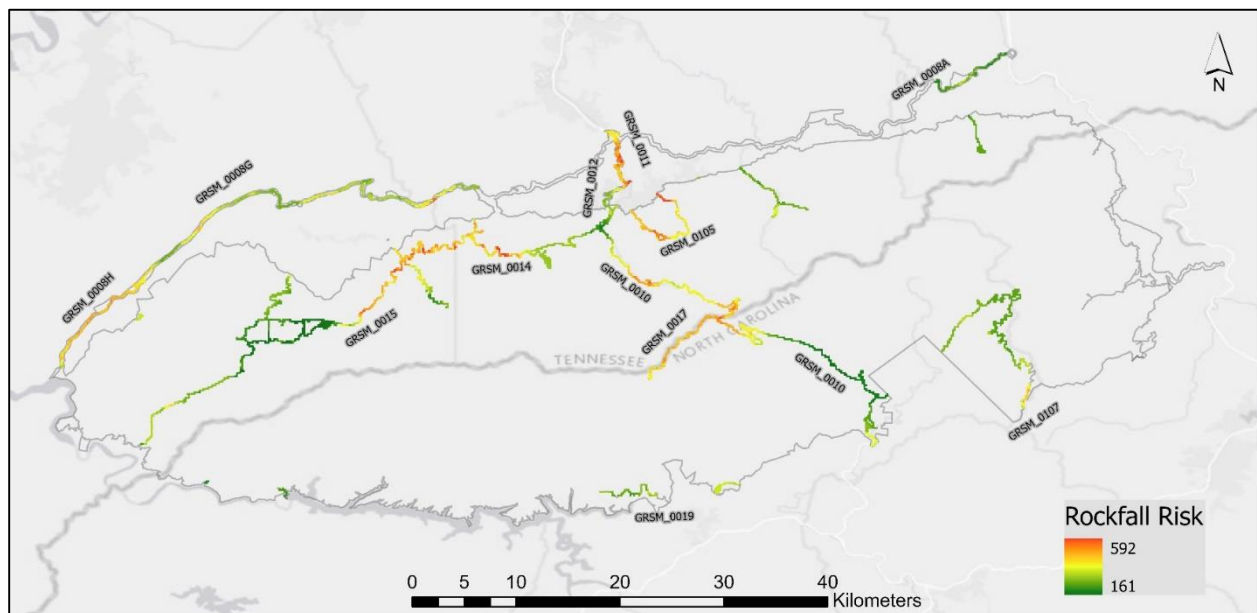 GRSM_0008A
N
GRSM_0011
GRSM_0012
GRSM_0008G
GRSM_0105
GRSM_0014
GRSM_0008H
GRSM_0010
GRSM_0015
GRSM_0017
NORTH CAROLINA
TENNESSEE
GRSM_0010
GRSM_0107
GRSM_0019
Rockfall Risk
592
161
0 5 10 20 30 40
Kilometers